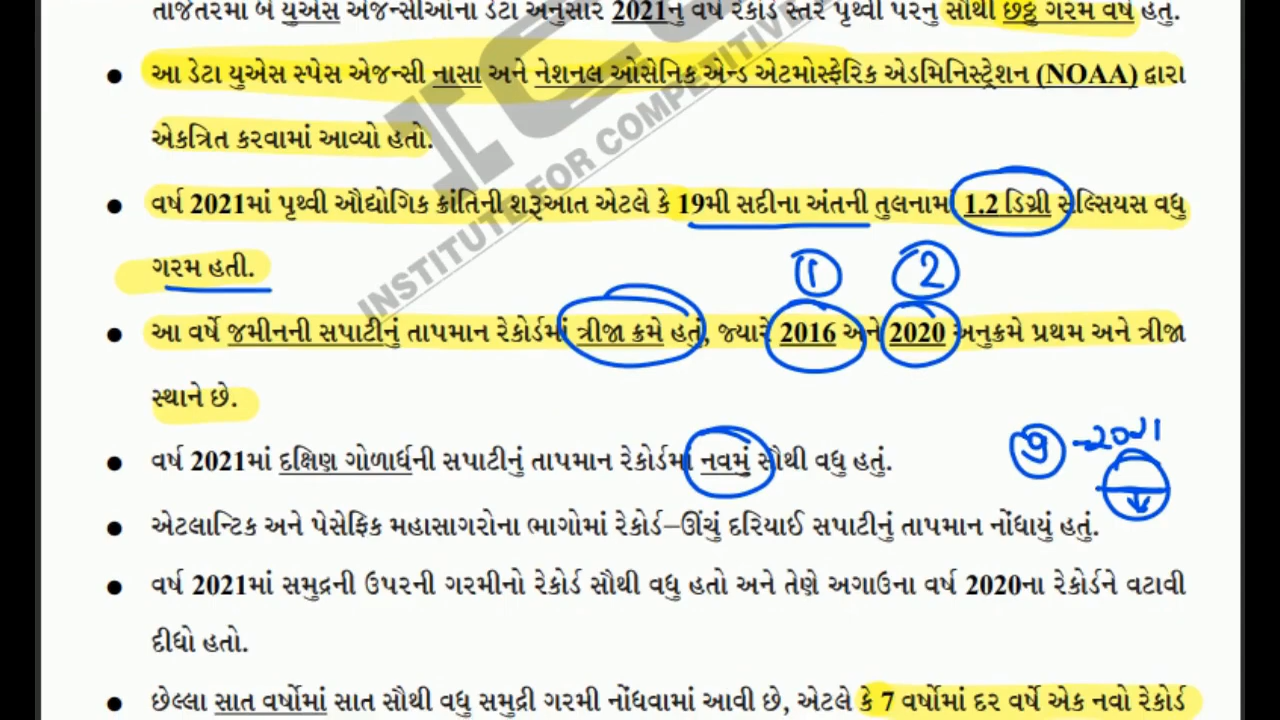 તાજેતરમાં બે યુએસ એજન્સીઓના ડેટા અનુસાર 2021નુ વર્ષ રેકોર્ડ સ્તરે પૃથ્વી પરનુ સૌથી છઠ્ઠુ ગરમ વર્ષ હતુ.
● આ ડેટા યુએસ સ્પેસ એજન્સી નાસા અને નેશનલ ઓસેનિક એન્ડ એટમોસ્ફેરિક એડમિનિસ્ટ્રેશન (NOAA) દ્વારા
એકત્રિત કરવામાં આવ્યો હતો.
● વર્ષ 2021માં પૃથ્વી ઔદ્યોગિક ક્રાંતિની શરૂઆત એટલે કે 19મી સદીના અંતની તુલનામાં 1.2 ડિગ્રી સેલ્સિયસ વધુ
ગરમ હતી.
1 2
● આ વર્ષે જમીનની સપાટીનું તાપમાન રેકોર્ડમાં ત્રીજા ક્રમે હતું, જ્યારે 2016 અને 2020 અનુક્રમે પ્રથમ અને ત્રીજા
સ્થાને છે.
9 -2021
● વર્ષ 2021માં દક્ષિણ ગોળાર્ધની સપાટીનું તાપમાન રેકોર્ડમાં નવમું સૌથી વધુ હતું.
● એટલાન્ટિક અને પેસેફિક મહાસાગરોના ભાગોમાં રેકોર્ડ–ઊંચું દરિયાઈ સપાટીનું તાપમાન નોંધાયું હતું.
● વર્ષ 2021માં સમુદ્રની ઉપરની ગરમીનો રેકોર્ડ સૌથી વધુ હતો અને તેણે અગાઉના વર્ષ 2020ના રેકોર્ડને વટાવી
દીધો હતો.
● છેલ્લા સાત વર્ષોમાં સાત સૌથી વધુ સમુદ્રી ગરમી નોંધવામાં આવી છે, એટલે કે 7 વર્ષોમાં દર વર્ષે એક નવો રેકોર્ડ
INSTITUTE FOR COMPETITIVE